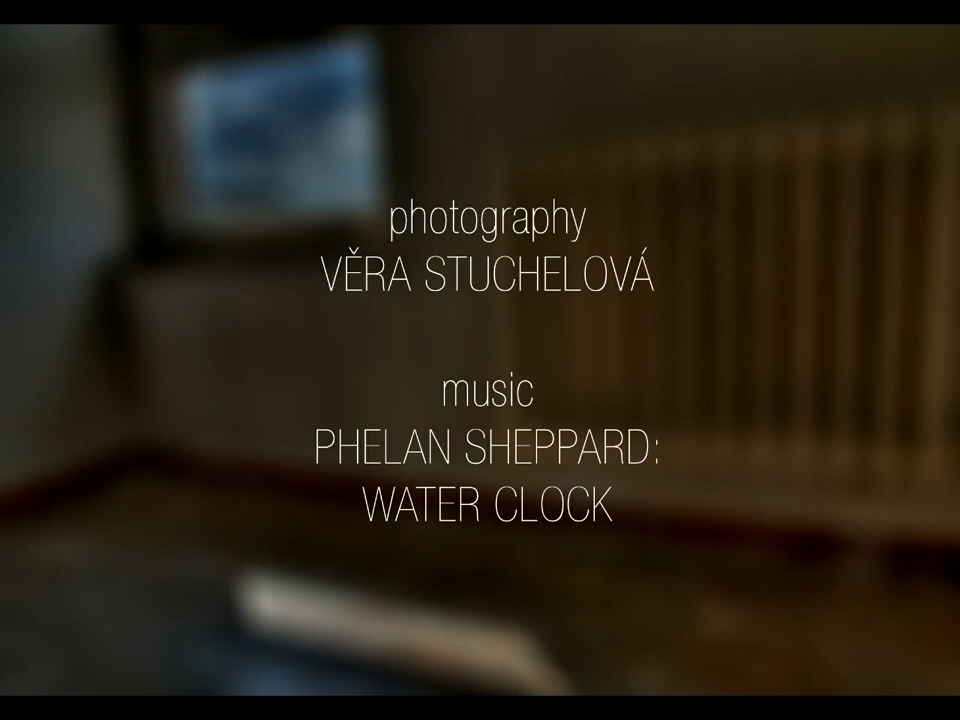 photography
VĚRA STUCHELOVÁ
music
PHELAN SHEPPARD:
WATER CLOCK